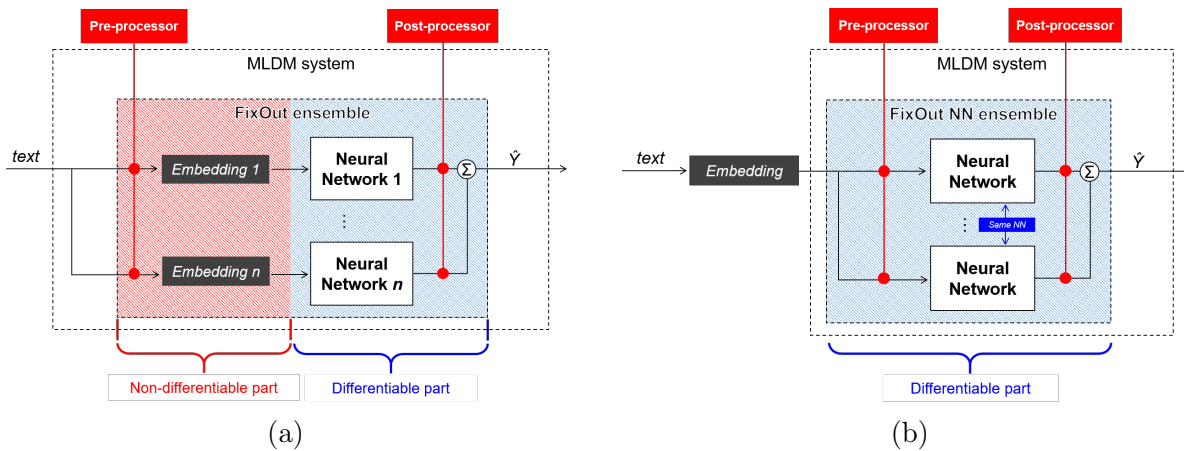 Pre-processor
Post-processor
MLDM system
FixOut ensemble
text
Embedding 1
Neural
Network 1
Σ
Ŷ
⋮
Embedding n
Neural
Network n
Non-differentiable part
Differentiable part
(a)
Pre-processor
Post-processor
MLDM system
FixOut NN ensemble
text
Embedding
Neural
Network
Σ
Ŷ
⋮
Same NN
Neural
Network
Differentiable part
(b)